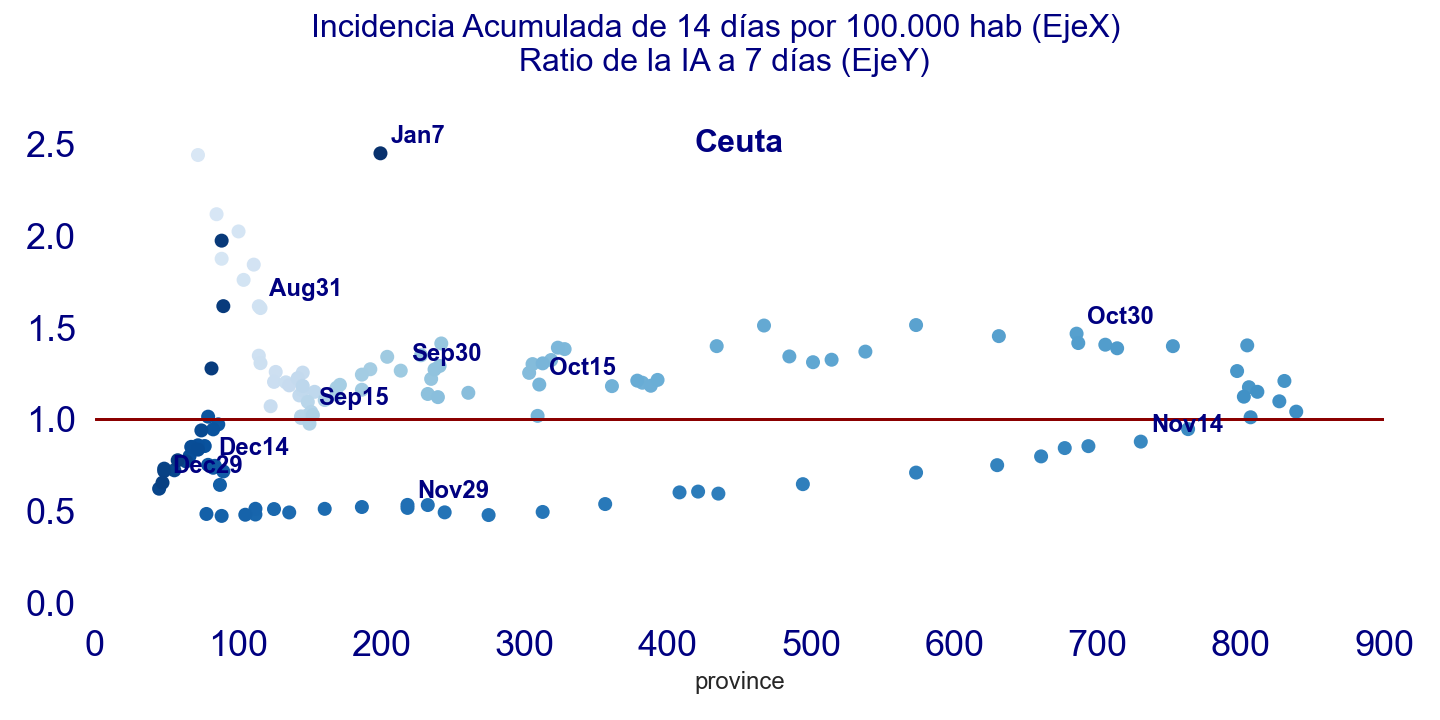 Incidencia Acumulada de 14 días por 100.000 hab (EjeX)
Ratio de la IA a 7 días (EjeY)
Ceuta
2.5
2.0
1.5
1.0
0.5
0.0
Jan7
Aug31
Sep30
Sep15
Oct15
Oct30
Nov14
Dec14
Dec29
Nov29
0 100 200 300 400 500 600 700 800 900
province